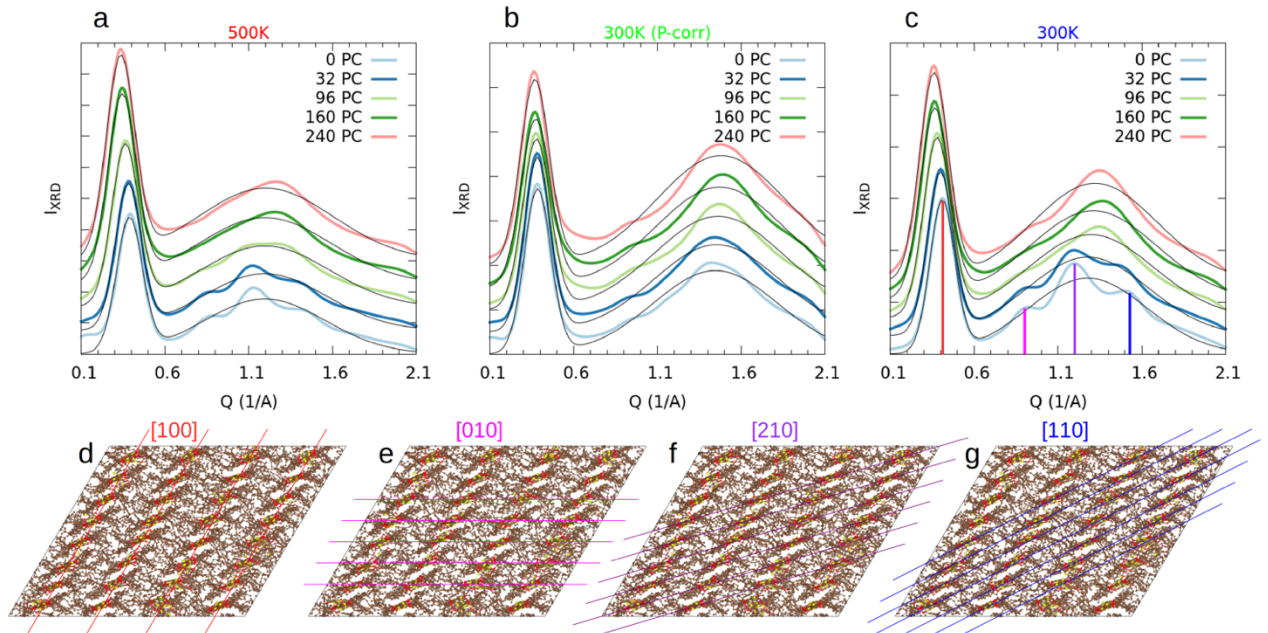 a
500K
0 PC
32 PC
96 PC
160 PC
240 PC
I_XRD
0.1 0.6 1.1 1.6 2.1
Q (1/A)
b
300K (P-corr)
0 PC
32 PC
96 PC
160 PC
240 PC
I_XRD
0.1 0.6 1.1 1.6 2.1
Q (1/A)
c
300K
0 PC
32 PC
96 PC
160 PC
240 PC
I_XRD
0.1 0.6 1.1 1.6 2.1
Q (1/A)
d
[100]
e
[010]
f
[210]
g
[110]